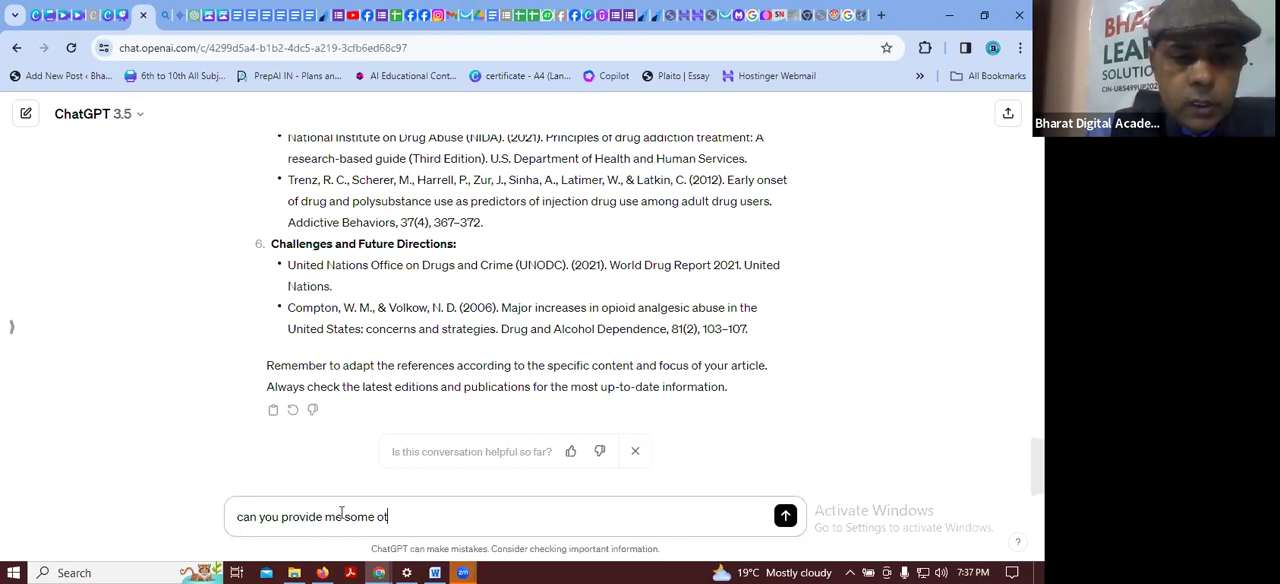 chat.openai.com/c/4299d5a4-b1b2-4dc5-a219-3cfb6ed68c97
Add New Post ‹ Bha...
6th to 10th All Subj...
PrepAI IN - Plans an...
AI Educational Cont...
certificate - A4 (Lan...
Copilot
Plaito | Essay
Hostinger Webmail
»
All Bookmarks
ChatGPT 3.5
National Institute on Drug Abuse (NIDA). (2021). Principles of drug addiction treatment: A
research-based guide (Third Edition). U.S. Department of Health and Human Services.
Trenz, R. C., Scherer, M., Harrell, P., Zur, J., Sinha, A., Latimer, W., & Latkin, C. (2012). Early onset
of drug and polysubstance use as predictors of injection drug use among adult drug users.
Addictive Behaviors, 37(4), 367–372.
6. Challenges and Future Directions:
United Nations Office on Drugs and Crime (UNODC). (2021). World Drug Report 2021. United
Nations.
Compton, W. M., & Volkow, N. D. (2006). Major increases in opioid analgesic abuse in the
United States: concerns and strategies. Drug and Alcohol Dependence, 81(2), 103–107.
Remember to adapt the references according to the specific content and focus of your article.
Always check the latest editions and publications for the most up-to-date information.
Is this conversation helpful so far?
can you provide me some ot
ChatGPT can make mistakes. Consider checking important information.
Activate Windows
Go to Settings to activate Windows.
?
Search
19°C Mostly cloudy
7:37 PM
BHA
LEA
SOLUTION
Bharat Digital Acade...